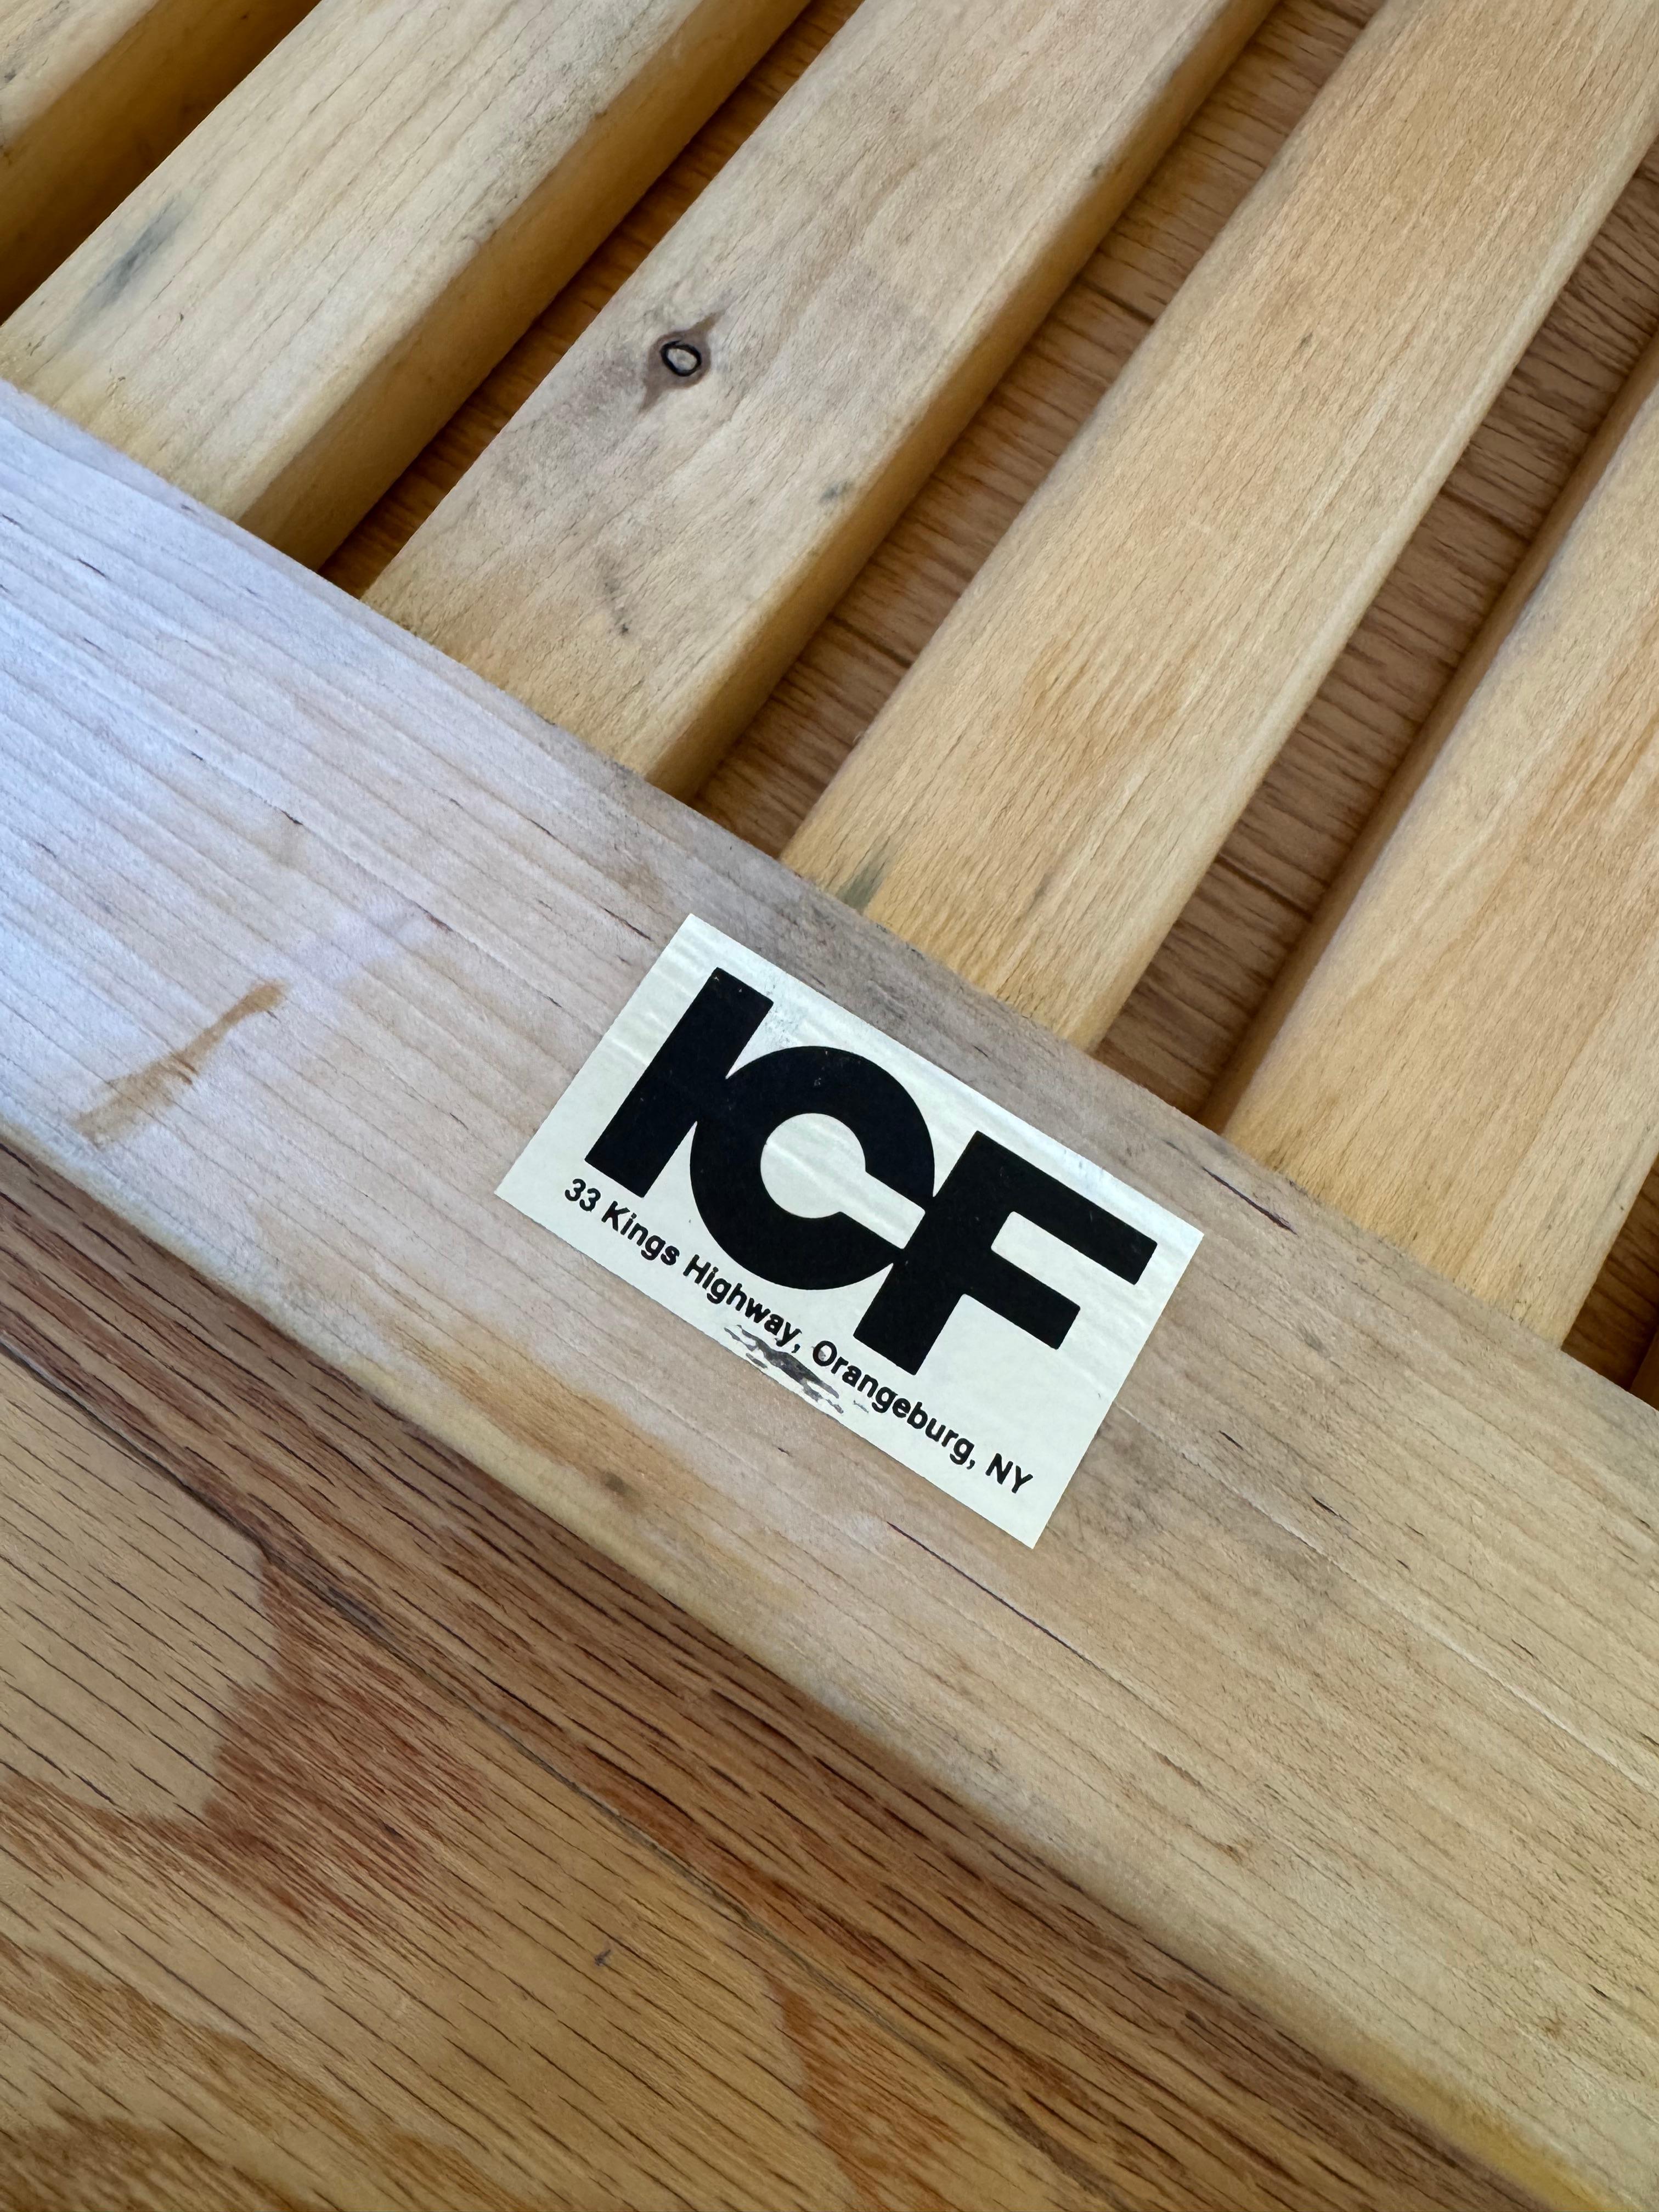 ICF
33 Kings Highway, Orangeburg, NY